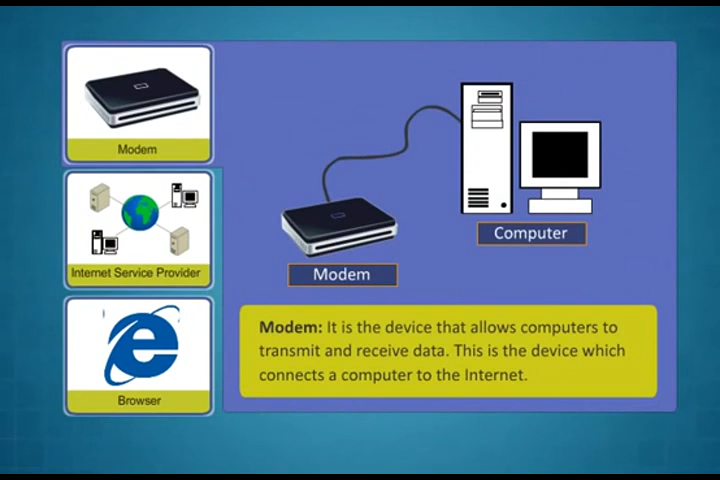 Modem
Internet Service Provider
Browser
Modem
Computer
Modem: It is the device that allows computers to
transmit and receive data. This is the device which
connects a computer to the Internet.